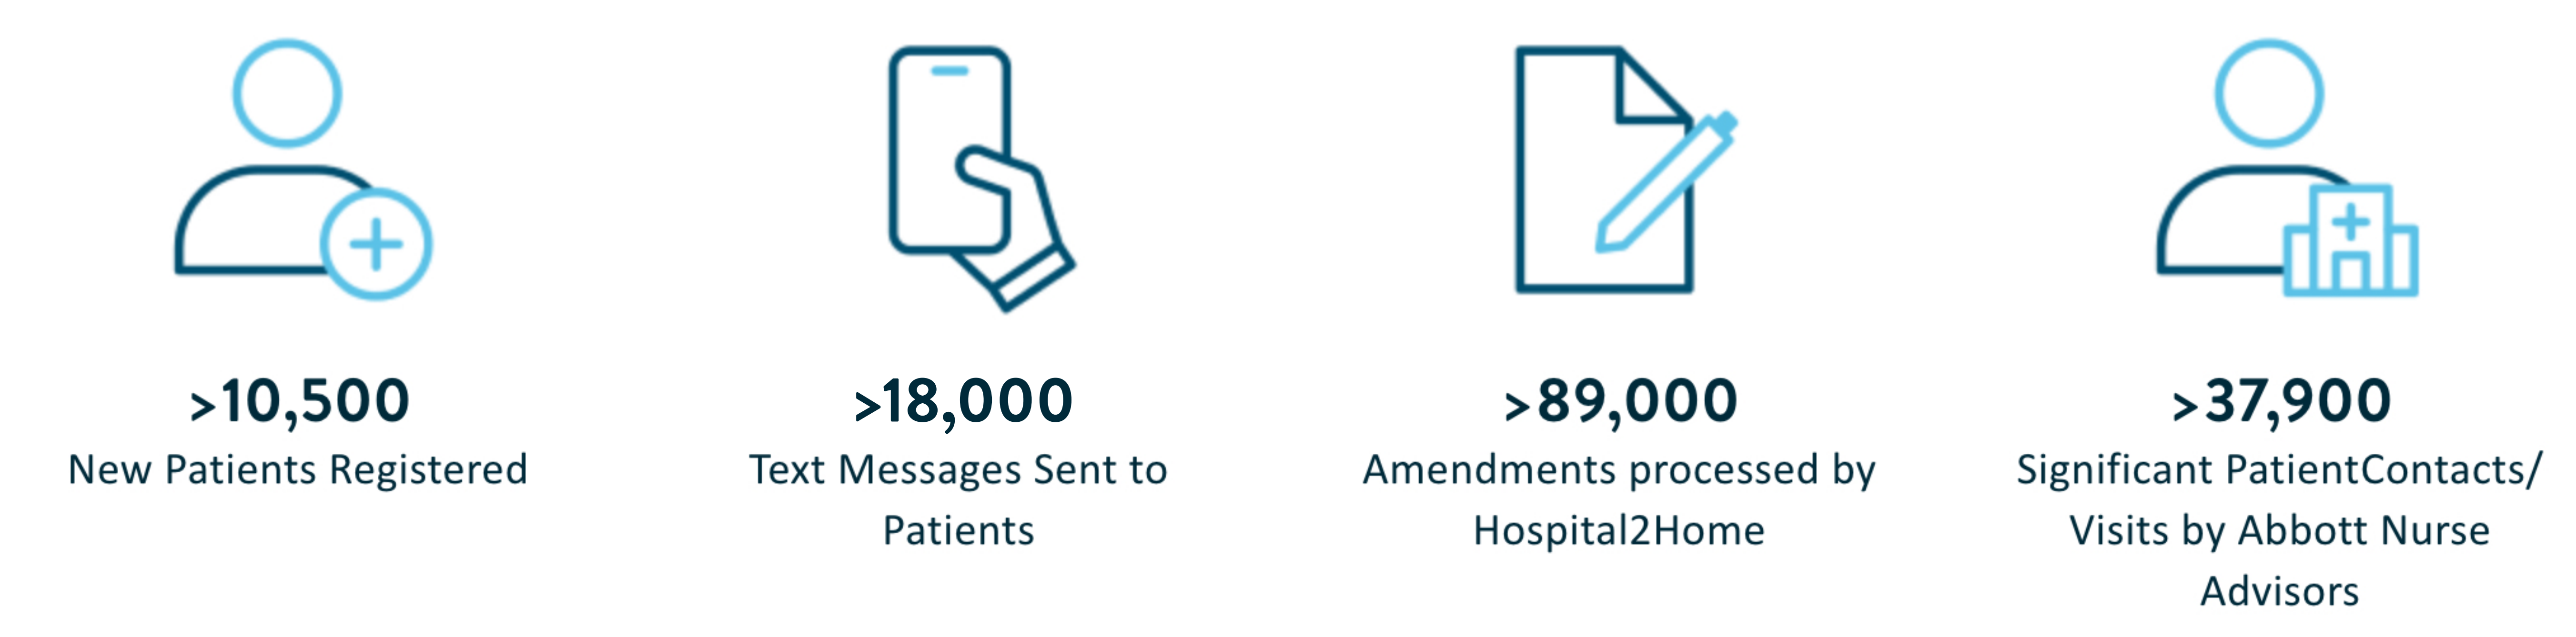 >10,500
New Patients Registered
>18,000
Text Messages Sent to
Patients
>89,000
Amendments processed by
Hospital2Home
>37,900
Significant PatientContacts/
Visits by Abbott Nurse
Advisors